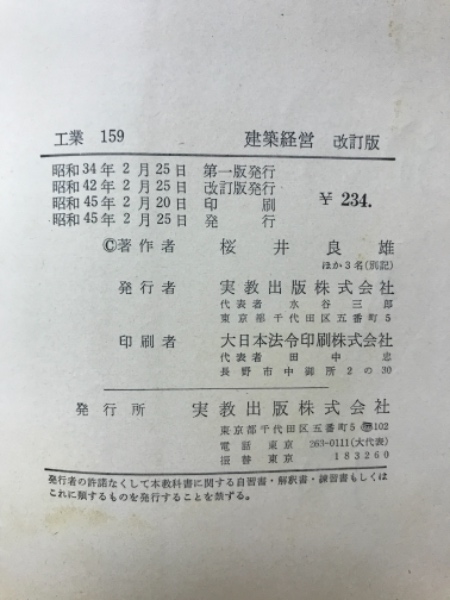 工業 159 建築経営 改訂版
昭和34年2月25日 第一版発行
昭和42年2月25日 改訂版発行
昭和45年2月20日 印刷
¥ 234.
昭和45年2月25日 発行
©著作者 桜井良雄
ほか3名(別記)
発行者 実教出版株式会社
代表者 水谷三郎
東京都千代田区五番町5
印刷者 大日本法令印刷株式会社
代表者 田中忠
長野市中御所2の30
発行所 実教出版株式会社
東京都千代田区五番町5 〒102
電話 東京 263-0111(大代表)
振替 東京 183260
発行者の許諾なくして本教科書に関する自習書・解釈書・練習書もしくは
これに類するものを発行することを禁ずる。